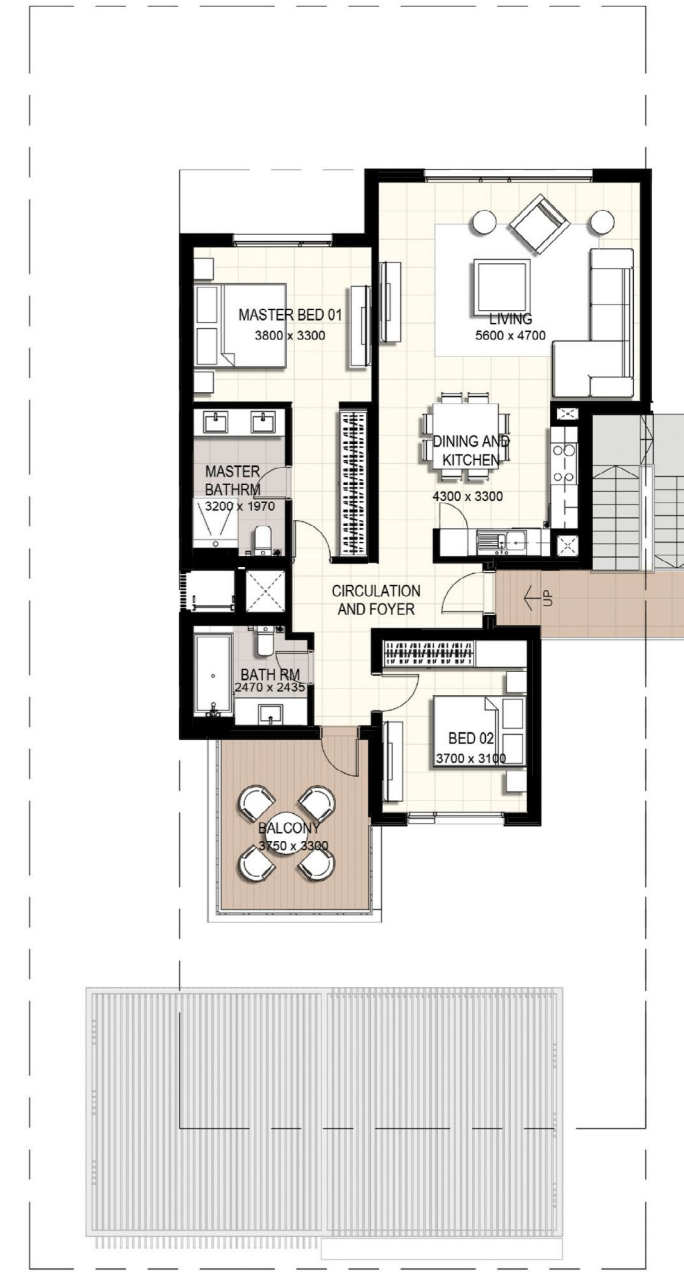 MASTER BED 01
3800 x 3300
LIVING
5600 x 4700
DINING AND
KITCHEN
4300 x 3300
MASTER
BATHRM
3200 x 1970
CIRCULATION
AND FOYER
UP
BATH RM
2470 x 2435
BED 02
3700 x 3100
BALCONY
3750 x 3300